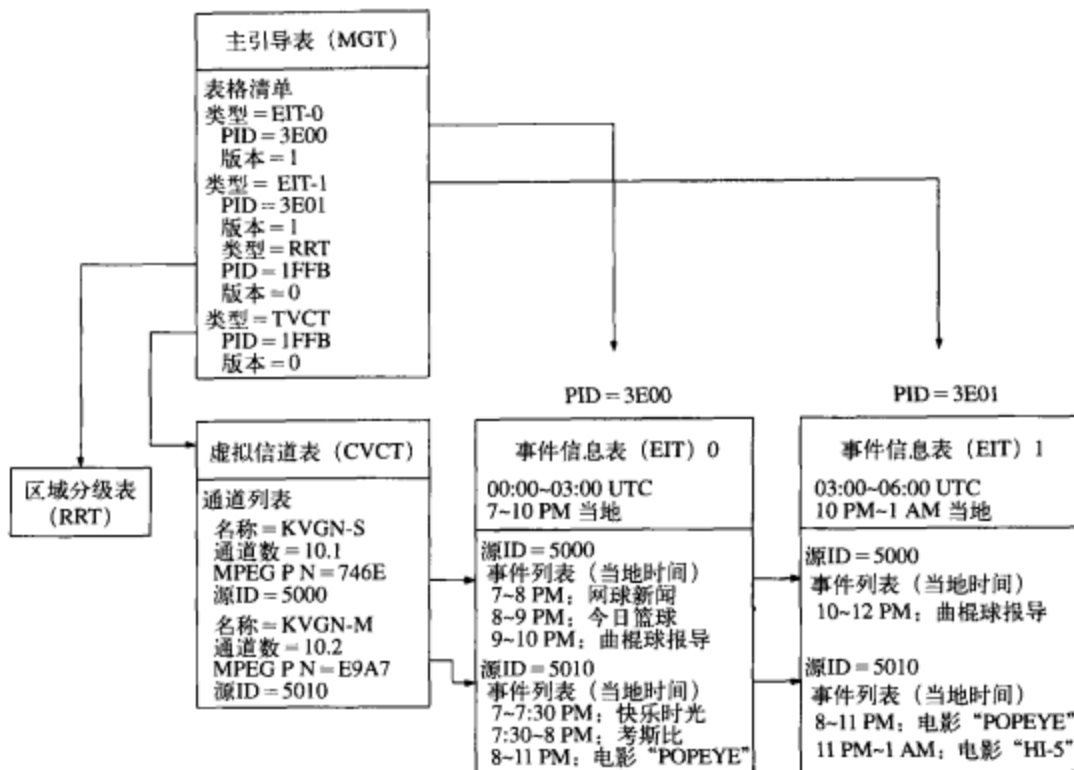 主引导表（MGT）
表格清单
类型＝EIT-0
PID＝3E00
版本＝1
类型＝EIT-1
PID＝3E01
版本＝1
类型＝RRT
PID＝1FFB
版本＝0
类型＝TVCT
PID＝1FFB
版本＝0
区域分级表
（RRT）
虚拟信道表（CVCT）
通道列表
名称＝KVGN-S
通道数＝10.1
MPEG P N＝746E
源ID＝5000
名称＝KVGN-M
通道数＝10.2
MPEG P N＝E9A7
源ID＝5010
PID＝3E00
事件信息表（EIT）0
00:00~03:00 UTC
7~10 PM 当地
源ID＝5000
事件列表（当地时间）
7~8 PM：网球新闻
8~9 PM：今日篮球
9~10 PM：曲棍球报导
源ID＝5010
事件列表（当地时间）
7~7:30 PM：快乐时光
7:30~8 PM：考斯比
8~11 PM：电影“POPEYE”
PID＝3E01
事件信息表（EIT）1
03:00~06:00 UTC
10 PM~1 AM 当地
源ID＝5000
事件列表（当地时间）
10~12 PM：曲棍球报导
源ID＝5010
事件列表（当地时间）
8~11 PM：电影“POPEYE”
11 PM~1 AM：电影“HI-5”